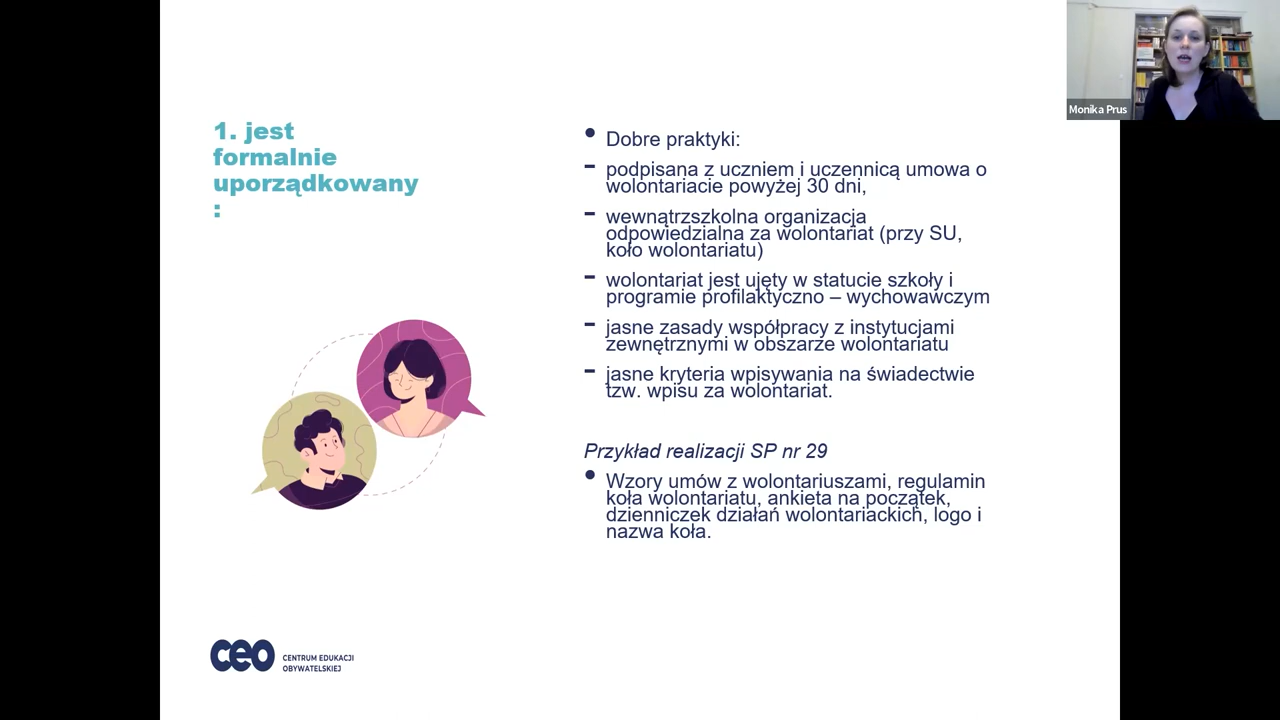 Monika Prus
1. jest
formalnie
uporządkowany
:
• Dobre praktyki:
- podpisana z uczniem i uczennicą umowa o
wolontariacie powyżej 30 dni,
- wewnątrzszkolna organizacja
odpowiedzialna za wolontariat (przy SU,
koło wolontariatu)
- wolontariat jest ujęty w statucie szkoły i
programie profilaktyczno – wychowawczym
- jasne zasady współpracy z instytucjami
zewnętrznymi w obszarze wolontariatu
- jasne kryteria wpisywania na świadectwie
tzw. wpisu za wolontariat.
Przykład realizacji SP nr 29
• Wzory umów z wolontariuszami, regulamin
koła wolontariatu, ankieta na początek,
dzienniczek działań wolontariackich, logo i
nazwa koła.
ceo
CENTRUM EDUKACJI
OBYWATELSKIEJ